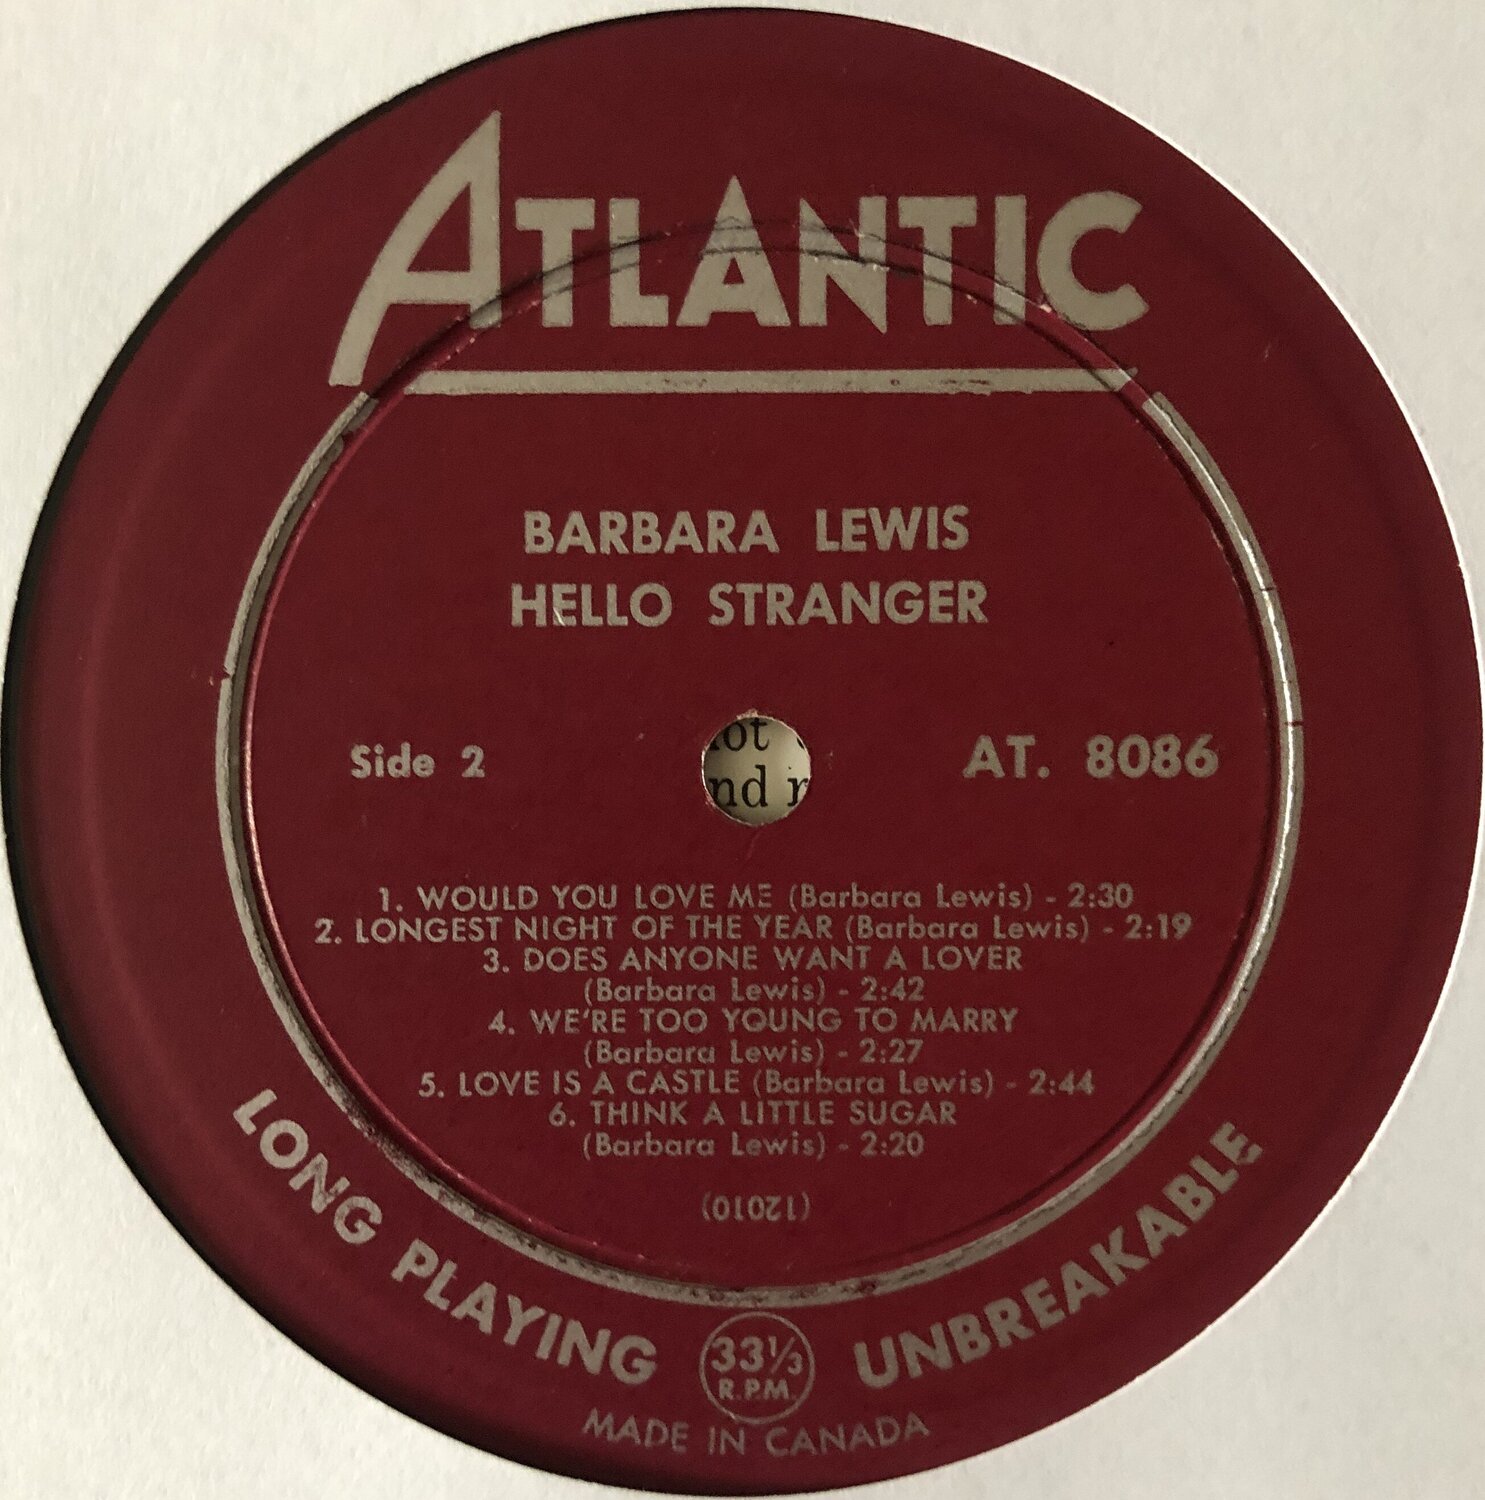 ATLANTIC
BARBARA LEWIS
HELLO STRANGER
Side 2
AT. 8086
ot
nd r
1. WOULD YOU LOVE ME (Barbara Lewis) - 2:30
2. LONGEST NIGHT OF THE YEAR (Barbara Lewis) - 2:19
3. DOES ANYONE WANT A LOVER
(Barbara Lewis) - 2:42
4. WE'RE TOO YOUNG TO MARRY
(Barbara Lewis) - 2:27
5. LOVE IS A CASTLE (Barbara Lewis) - 2:44
6. THINK A LITTLE SUGAR
(Barbara Lewis) - 2:20
(12010)
LONG PLAYING
33⅓
R.P.M.
UNBREAKABLE
MADE IN CANADA